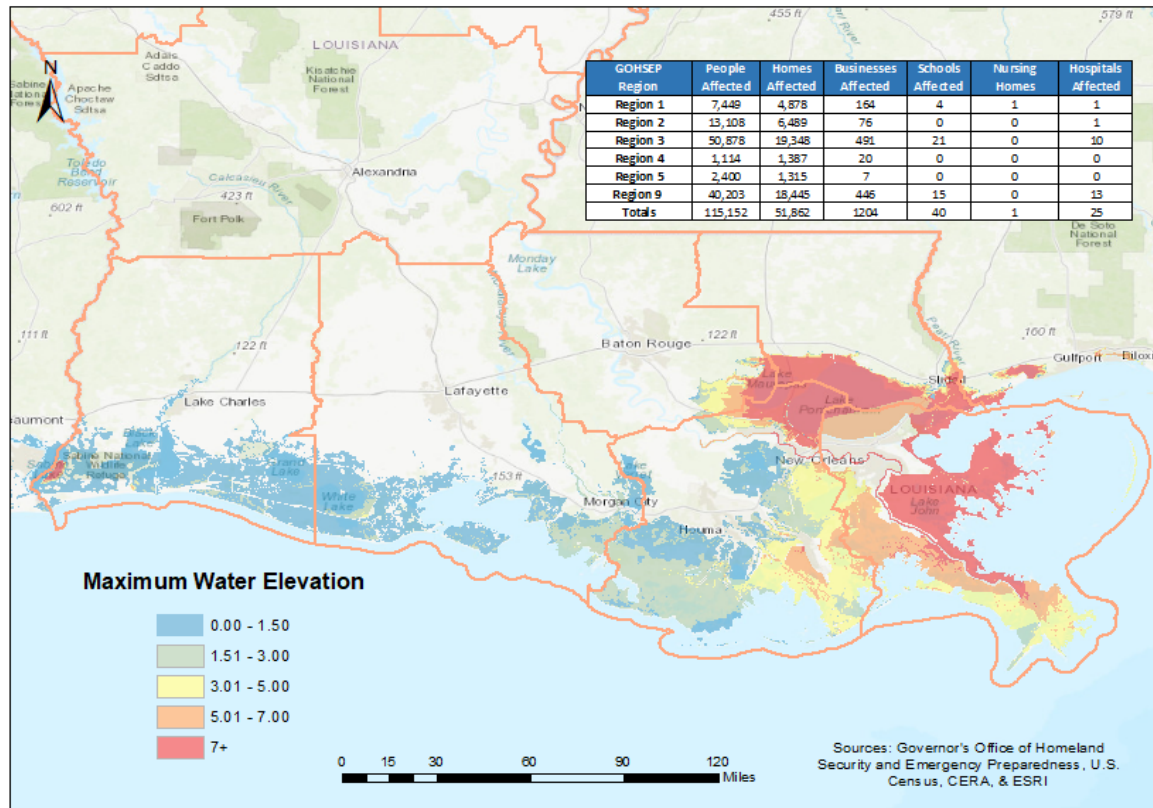 455 ft
579 ft
LOUISIANA
Adais
Caddo
Sdtsa
Kisatchie
National
Forest
N
Sabine
National
Forest
Apache
Choctaw
Sdtsa
GOHSEP Region | People Affected | Homes Affected | Businesses Affected | Schools Affected | Nursing Homes | Hospitals Affected
Region 1 | 7,449 | 4,878 | 164 | 4 | 1 | 1
Region 2 | 13,108 | 6,489 | 76 | 0 | 0 | 1
Region 3 | 50,878 | 19,348 | 491 | 21 | 0 | 10
Region 4 | 1,114 | 1,387 | 20 | 0 | 0 | 0
Region 5 | 2,400 | 1,315 | 7 | 0 | 0 | 0
Region 9 | 40,203 | 18,445 | 446 | 15 | 0 | 13
Totals | 115,152 | 51,862 | 1204 | 40 | 1 | 25
Toledo
Bend
Reservoir
Calcasieu River
Alexandria
423 ft
602 ft
Fort Polk
De Soto
National
Forest
Monday
Lake
111 ft
122 ft
Baton Rouge
122 ft
Pearl River
160 ft
Gulfport
Biloxi
Lake
Lake
Lafayette
Lake Charles
Sabine National
Wildlife
Refuge
White
Lake
153 ft
Morgan City
New Orleans
LOUISIANA
Lake
John
Houma
Maximum Water Elevation
0.00 - 1.50
1.51 - 3.00
3.01 - 5.00
5.01 - 7.00
7+
0 15 30 60 90 120
Miles
Sources: Governor's Office of Homeland
Security and Emergency Preparedness, U.S.
Census, CERA, & ESRI